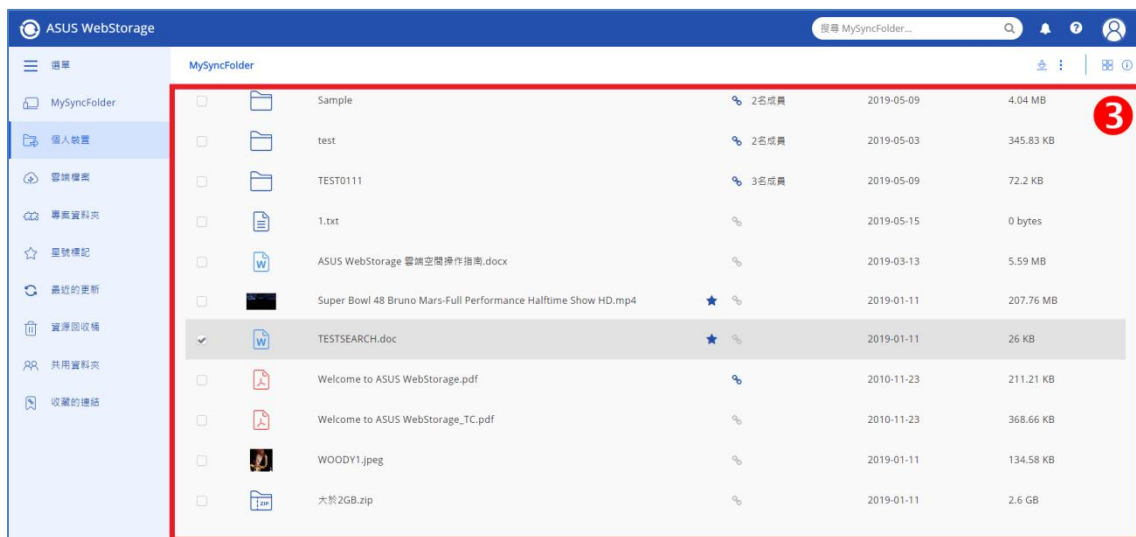 ASUS WebStorage
搜尋 MySyncFolder...
選單
MySyncFolder
MySyncFolder
Sample 2名成員 2019-05-09 4.04 MB
3
個人裝置
test 2名成員 2019-05-03 345.83 KB
雲端檔案
TEST0111 3名成員 2019-05-09 72.2 KB
專案資料夾
1.txt 2019-05-15 0 bytes
星號標記
ASUS WebStorage 雲端空間操作指南.docx 2019-03-13 5.59 MB
最近的更新
Super Bowl 48 Bruno Mars-Full Performance Halftime Show HD.mp4 2019-01-11 207.76 MB
資源回收桶
W TESTSEARCH.doc 2019-01-11 26 KB
共用資料夾
Welcome to ASUS WebStorage.pdf 2010-11-23 211.21 KB
收藏的連結
Welcome to ASUS WebStorage_TC.pdf 2010-11-23 368.66 KB
WOODY1.jpeg 2019-01-11 134.58 KB
ZIP 大於2GB.zip 2019-01-11 2.6 GB